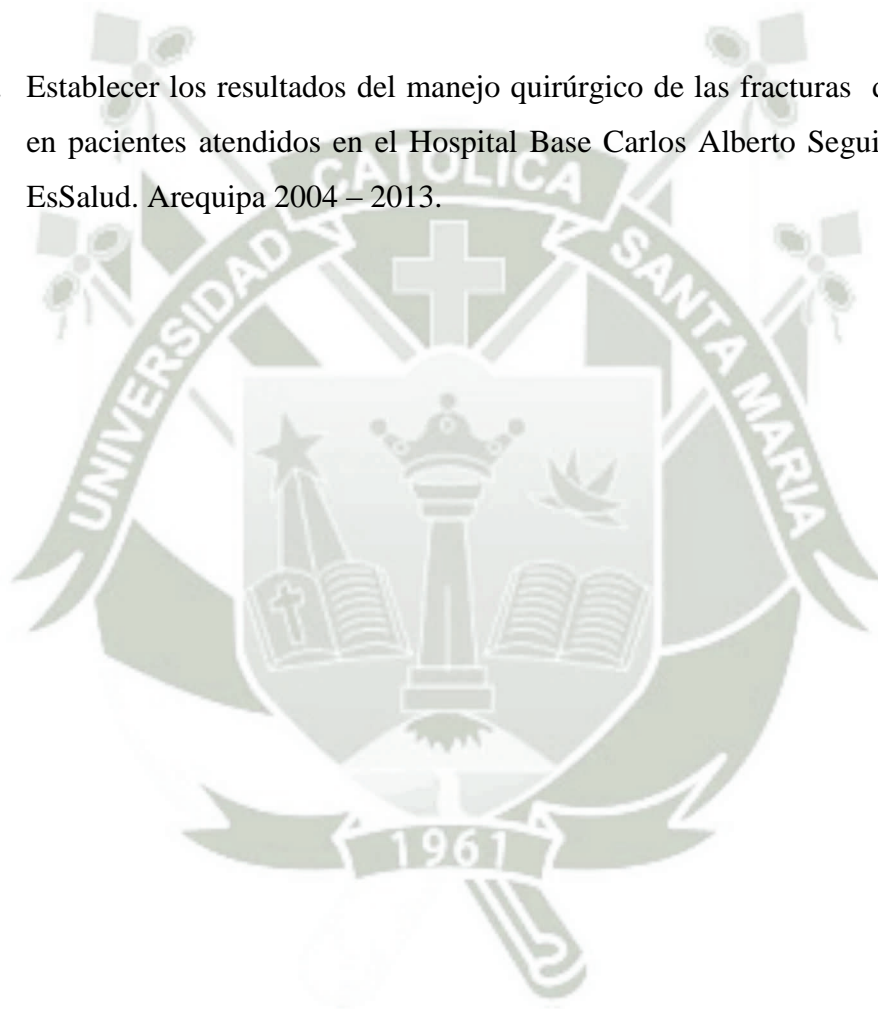 Establecer los resultados del manejo quirúrgico de las fracturas
en pacientes atendidos en el Hospital Base Carlos Alberto
EsSalud. Arequipa 2004 – 2013.
UNIVERSIDAD CATOLICA SANTA MARIA
1961